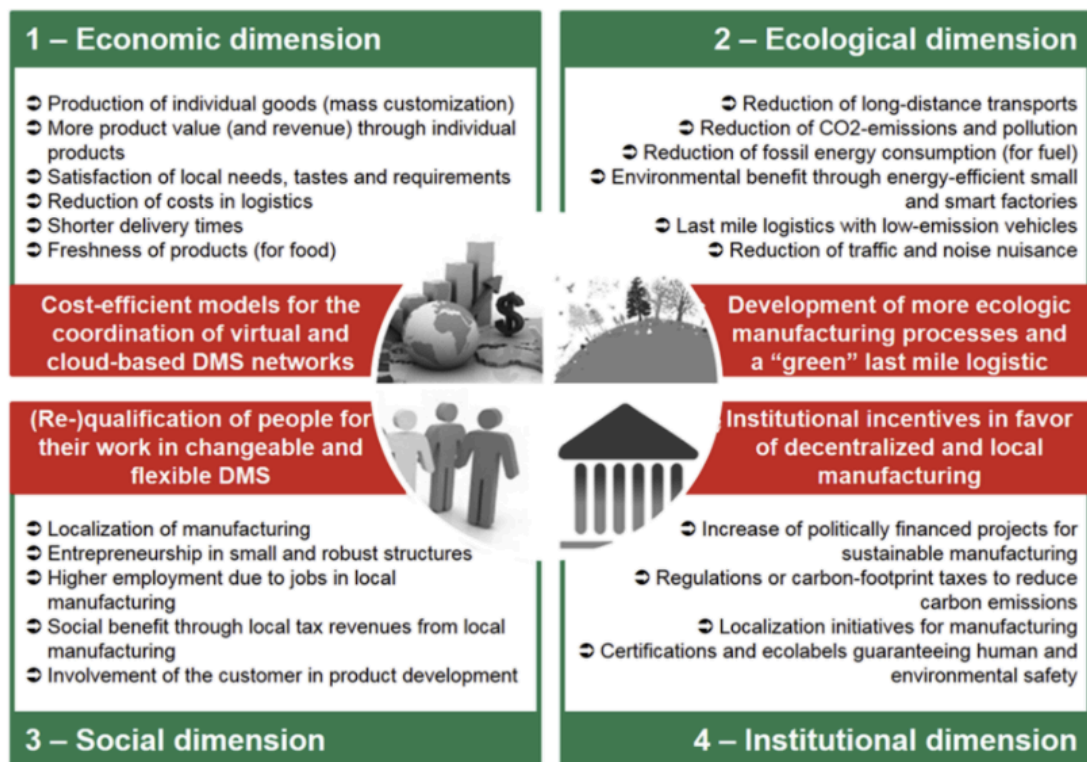 1 – Economic dimension
➲ Production of individual goods (mass customization)
➲ More product value (and revenue) through individual
products
➲ Satisfaction of local needs, tastes and requirements
➲ Reduction of costs in logistics
➲ Shorter delivery times
➲ Freshness of products (for food)
Cost-efficient models for the
coordination of virtual and
cloud-based DMS networks
2 – Ecological dimension
➲ Reduction of long-distance transports
➲ Reduction of CO2-emissions and pollution
➲ Reduction of fossil energy consumption (for fuel)
➲ Environmental benefit through energy-efficient small
and smart factories
➲ Last mile logistics with low-emission vehicles
➲ Reduction of traffic and noise nuisance
Development of more ecologic
manufacturing processes and
a “green” last mile logistic
$
(Re-)qualification of people for
their work in changeable and
flexible DMS
➲ Localization of manufacturing
➲ Entrepreneurship in small and robust structures
➲ Higher employment due to jobs in local
manufacturing
➲ Social benefit through local tax revenues from local
manufacturing
➲ Involvement of the customer in product development
3 – Social dimension
Institutional incentives in favor
of decentralized and local
manufacturing
➲ Increase of politically financed projects for
sustainable manufacturing
➲ Regulations or carbon-footprint taxes to reduce
carbon emissions
➲ Localization initiatives for manufacturing
➲ Certifications and ecolabels guaranteeing human and
environmental safety
4 – Institutional dimension